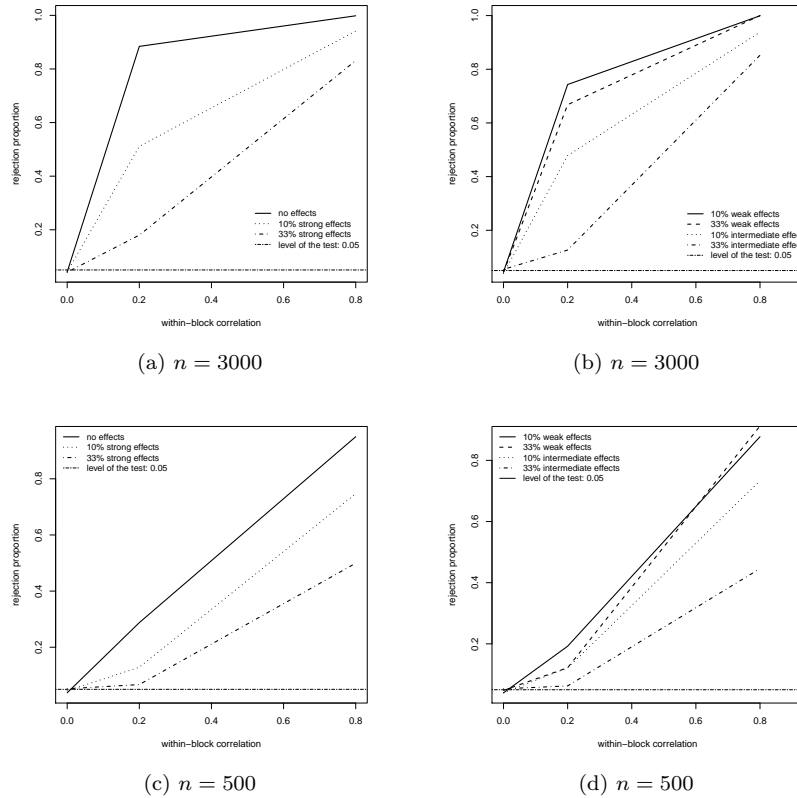 1.0
0.8
0.6
0.4
0.2
rejection proportion
no effects
10% strong effects
33% strong effects
level of the test: 0.05
0.0 0.2 0.4 0.6 0.8
within−block correlation
(a) n = 3000
1.0
0.8
0.6
0.4
0.2
rejection proportion
10% weak effects
33% weak effects
10% intermediate effe
33% intermediate effe
level of the test: 0.05
0.0 0.2 0.4 0.6 0.8
within−block correlation
(b) n = 3000
0.8
0.6
0.4
0.2
rejection proportion
no effects
10% strong effects
33% strong effects
level of the test: 0.05
0.0 0.2 0.4 0.6 0.8
within−block correlation
(c) n = 500
0.8
0.6
0.4
0.2
rejection proportion
10% weak effects
33% weak effects
10% intermediate effects
33% intermediate effects
level of the test: 0.05
0.0 0.2 0.4 0.6 0.8
within−block correlation
(d) n = 500